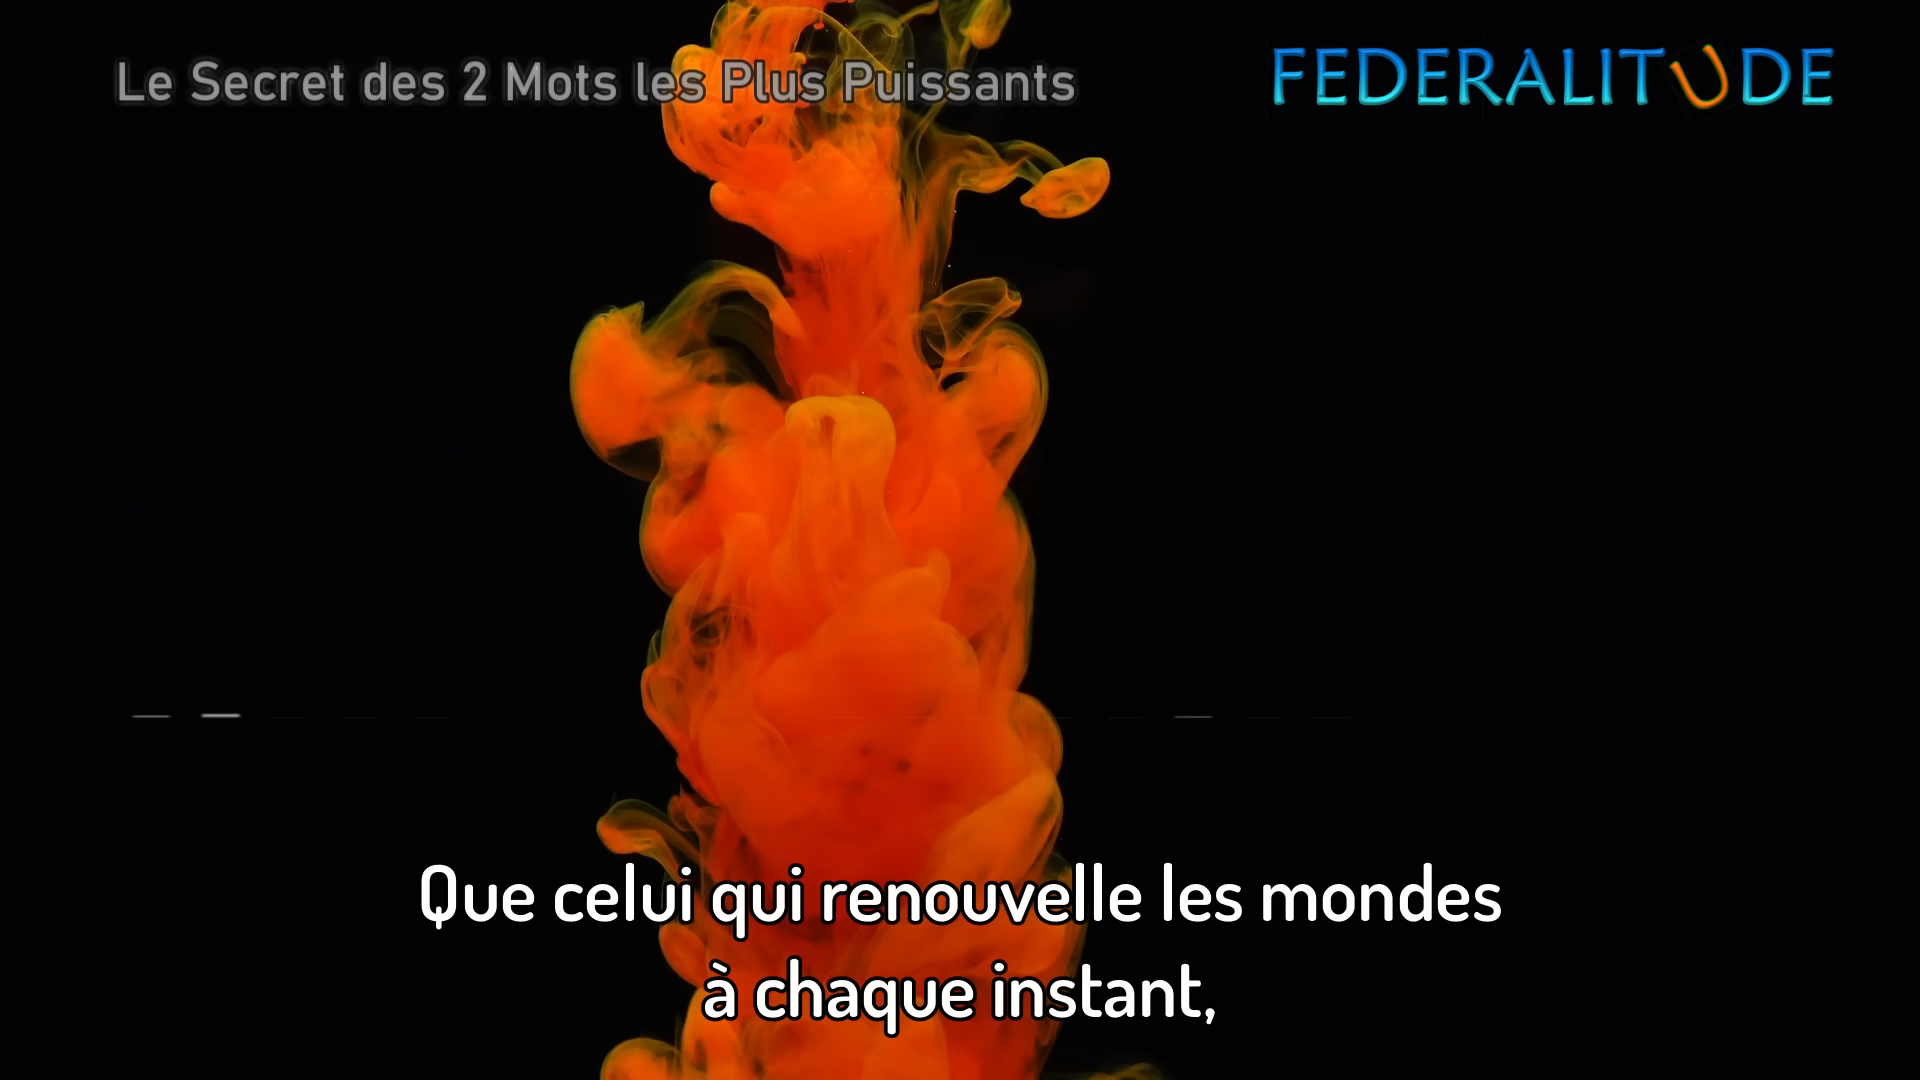 Le Secret des 2 Mots les Plus Puissants
FEDERALITUDE
Que celui qui renouvelle les mondes
à chaque instant,